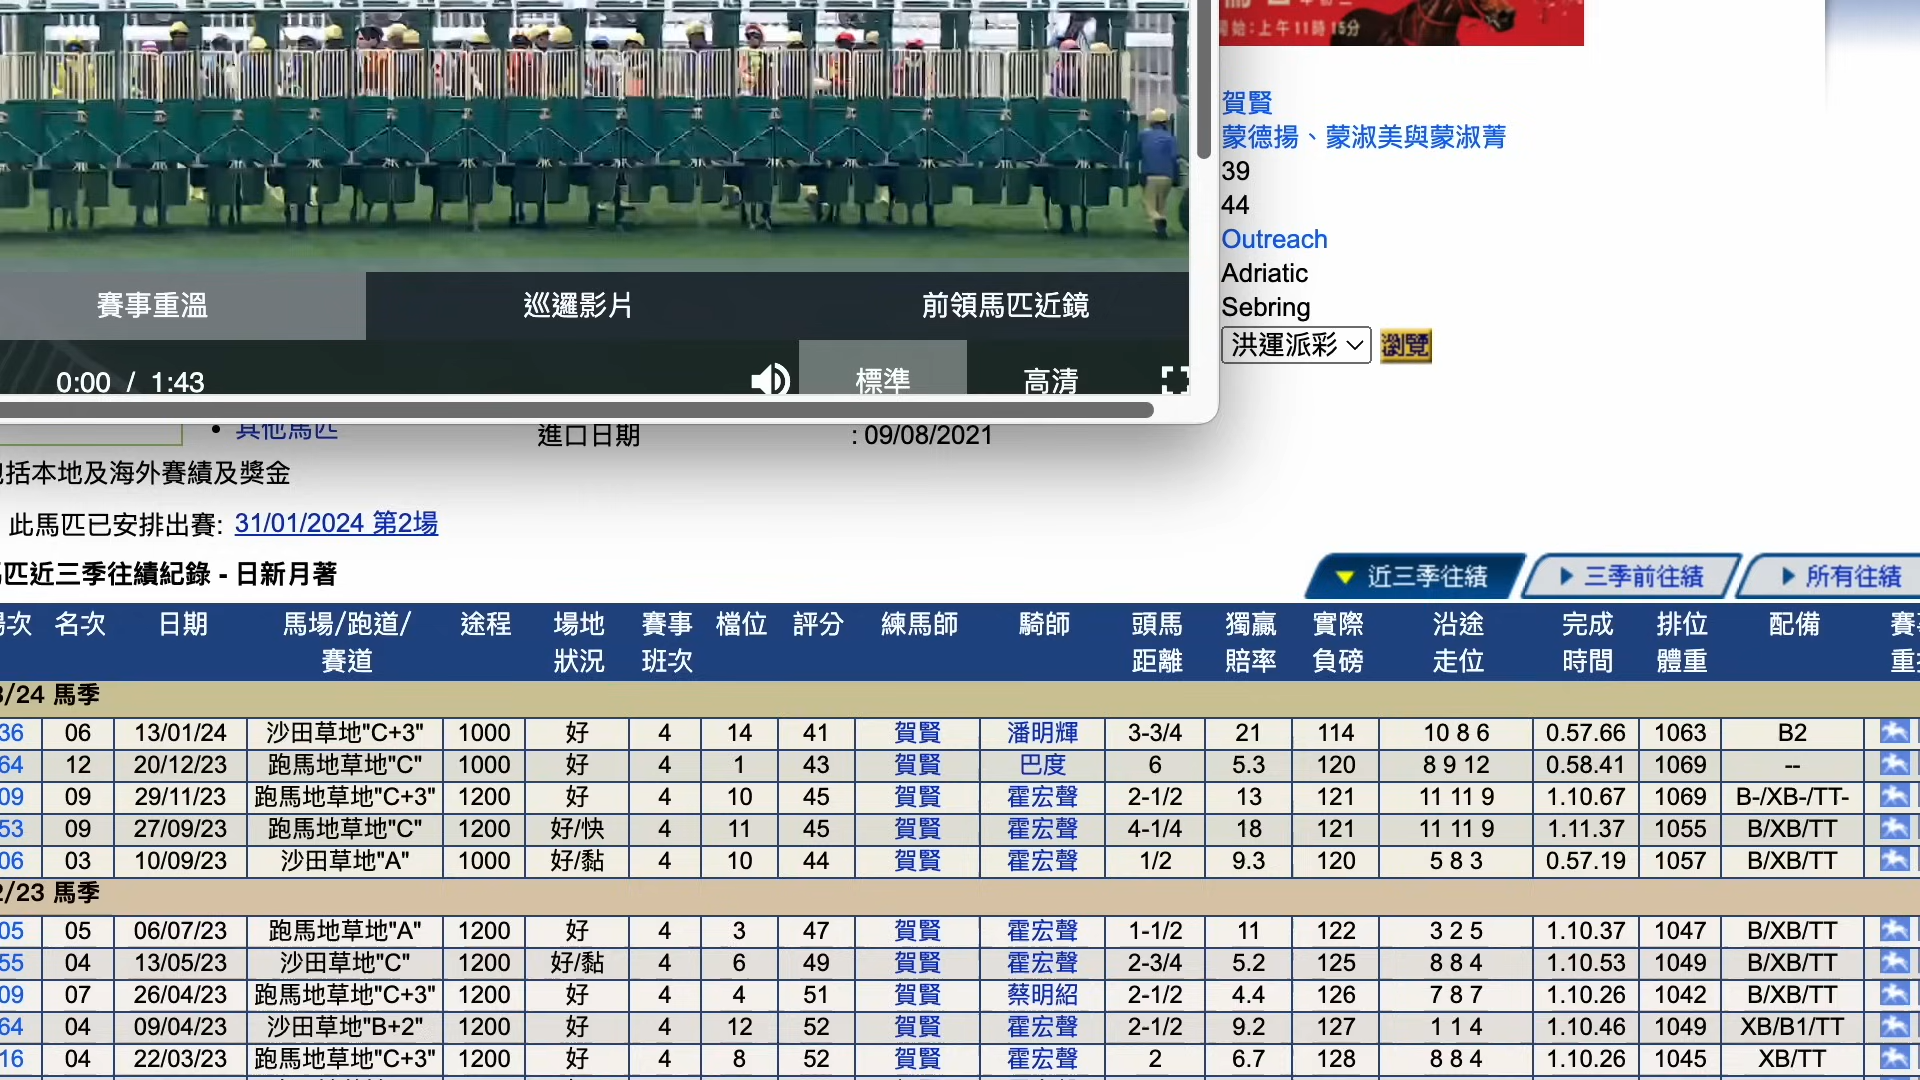 開始:上午11時15分
賀賢
蒙德揚、蒙淑美與蒙淑菁
39
44
Outreach
Adriatic
Sebring
洪運派彩 瀏覽
賽事重溫 巡邏影片 前領馬匹近鏡
0:00 / 1:43 標準 高清
• 其他馬匹 進口日期 : 09/08/2021
括本地及海外賽績及獎金
此馬匹已安排出賽: 31/01/2024 第2場
匹近三季往績紀錄 - 日新月著
近三季往績 三季前往績 所有往績
場次 名次 日期 馬場/跑道/賽道 途程 場地狀況 賽事班次 檔位 評分 練馬師 騎師 頭馬距離 獨贏賠率 實際負磅 沿途走位 完成時間 排位體重 配備
/24 馬季
36 06 13/01/24 沙田草地"C+3" 1000 好 4 14 41 賀賢 潘明輝 3-3/4 21 114 10 8 6 0.57.66 1063 B2
64 12 20/12/23 跑馬地草地"C" 1000 好 4 1 43 賀賢 巴度 6 5.3 120 8 9 12 0.58.41 1069 --
09 09 29/11/23 跑馬地草地"C+3" 1200 好 4 10 45 賀賢 霍宏聲 2-1/2 13 121 11 11 9 1.10.67 1069 B-/XB-/TT-
53 09 27/09/23 跑馬地草地"C" 1200 好/快 4 11 45 賀賢 霍宏聲 4-1/4 18 121 11 11 9 1.11.37 1055 B/XB/TT
06 03 10/09/23 沙田草地"A" 1000 好/黏 4 10 44 賀賢 霍宏聲 1/2 9.3 120 5 8 3 0.57.19 1057 B/XB/TT
/23 馬季
05 05 06/07/23 跑馬地草地"A" 1200 好 4 3 47 賀賢 霍宏聲 1-1/2 11 122 3 2 5 1.10.37 1047 B/XB/TT
55 04 13/05/23 沙田草地"C" 1200 好/黏 4 6 49 賀賢 霍宏聲 2-3/4 5.2 125 8 8 4 1.10.53 1049 B/XB/TT
09 07 26/04/23 跑馬地草地"C+3" 1200 好 4 4 51 賀賢 蔡明紹 2-1/2 4.4 126 7 8 7 1.10.26 1042 B/XB/TT
64 04 09/04/23 沙田草地"B+2" 1200 好 4 12 52 賀賢 霍宏聲 2-1/2 9.2 127 1 1 4 1.10.46 1049 XB/B1/TT
16 04 22/03/23 跑馬地草地"C+3" 1200 好 4 8 52 賀賢 霍宏聲 2 6.7 128 8 8 4 1.10.26 1045 XB/TT